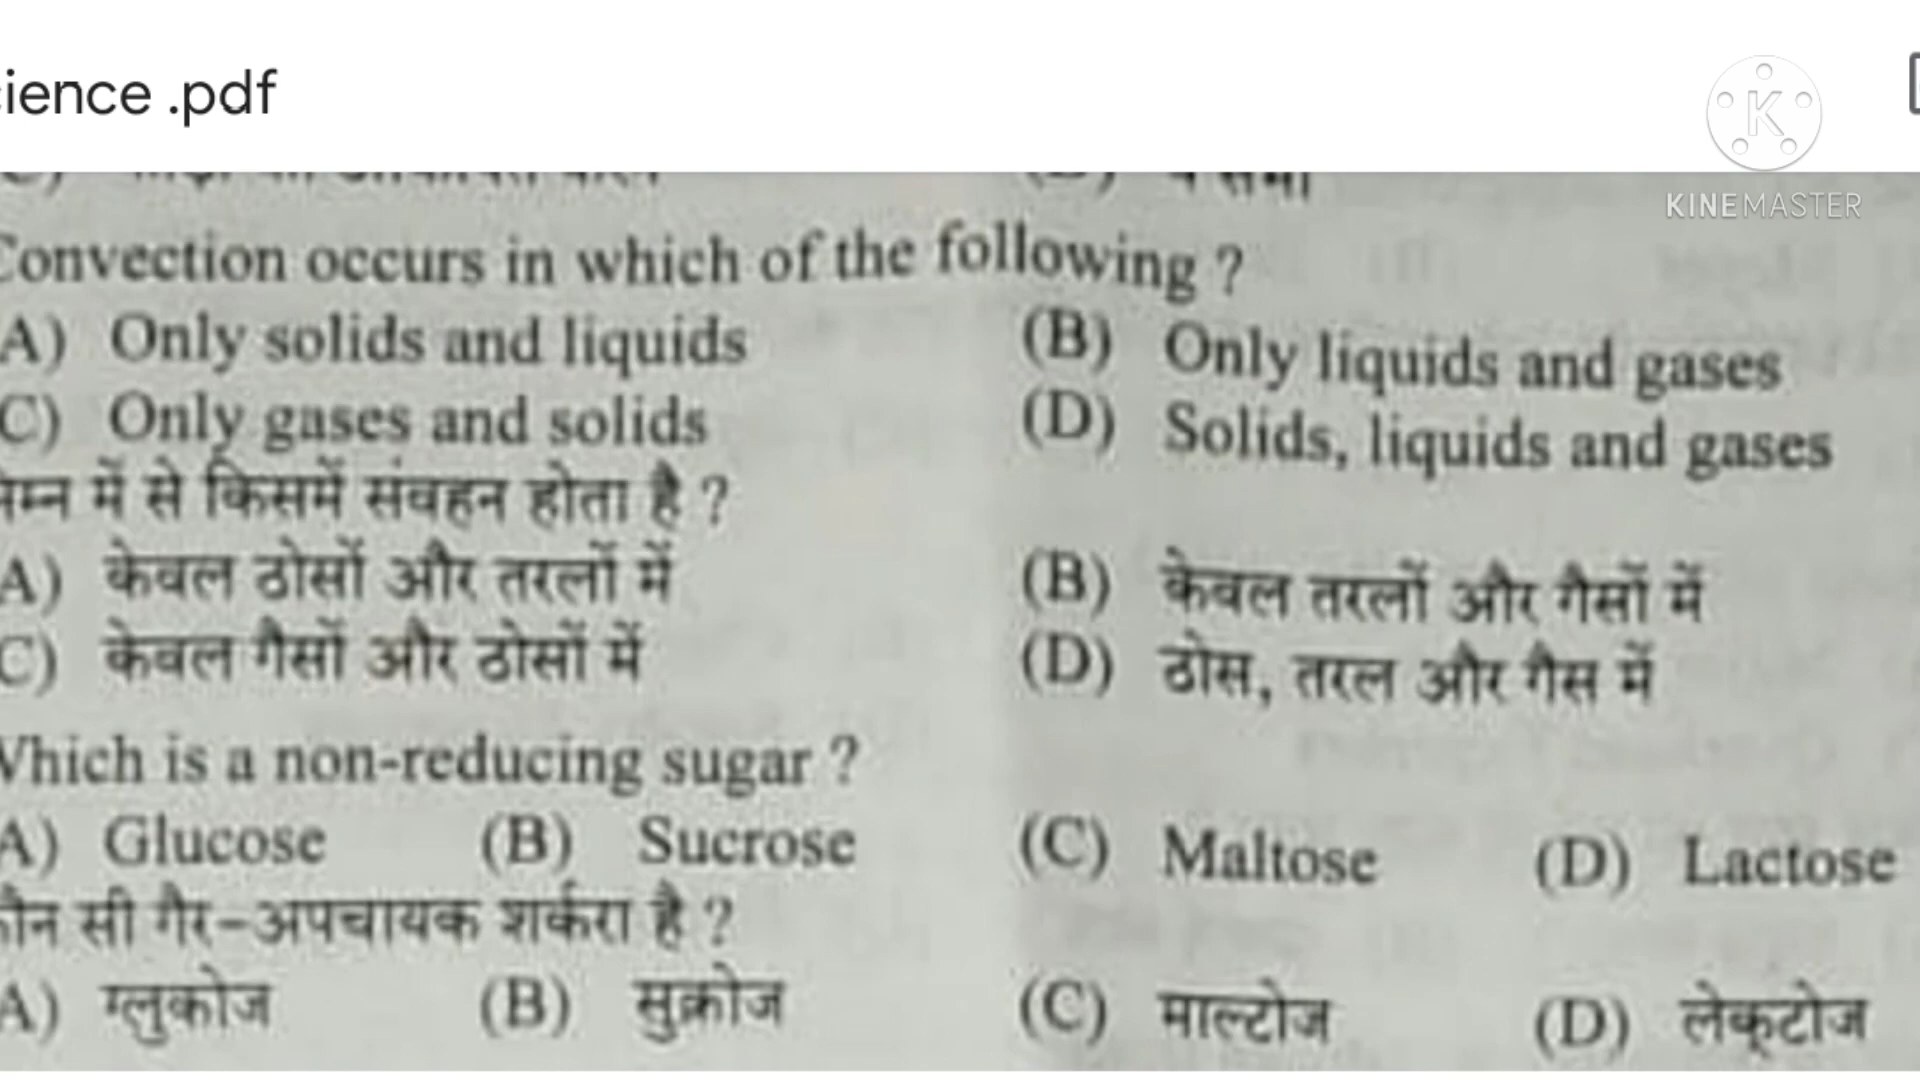 ience .pdf
K
KINEMASTER
Convection occurs in which of the following ?
A) Only solids and liquids (B) Only liquids and gases
C) Only gases and solids (D) Solids, liquids and gases
में से किसमें संवहन होता है ?
A) केवल ठोसों और तरलों में (B) केवल तरलों और गैसों में
C) केवल गैसों और ठोसों में (D) ठोस, तरल और गैस में
Which is a non-reducing sugar ?
A) Glucose (B) Sucrose (C) Maltose (D) Lactose
सी गैर-अपचायक शर्करा है ?
A) ग्लुकोज (B) सुक्रोज (C) माल्टोज (D) लेक्टोज